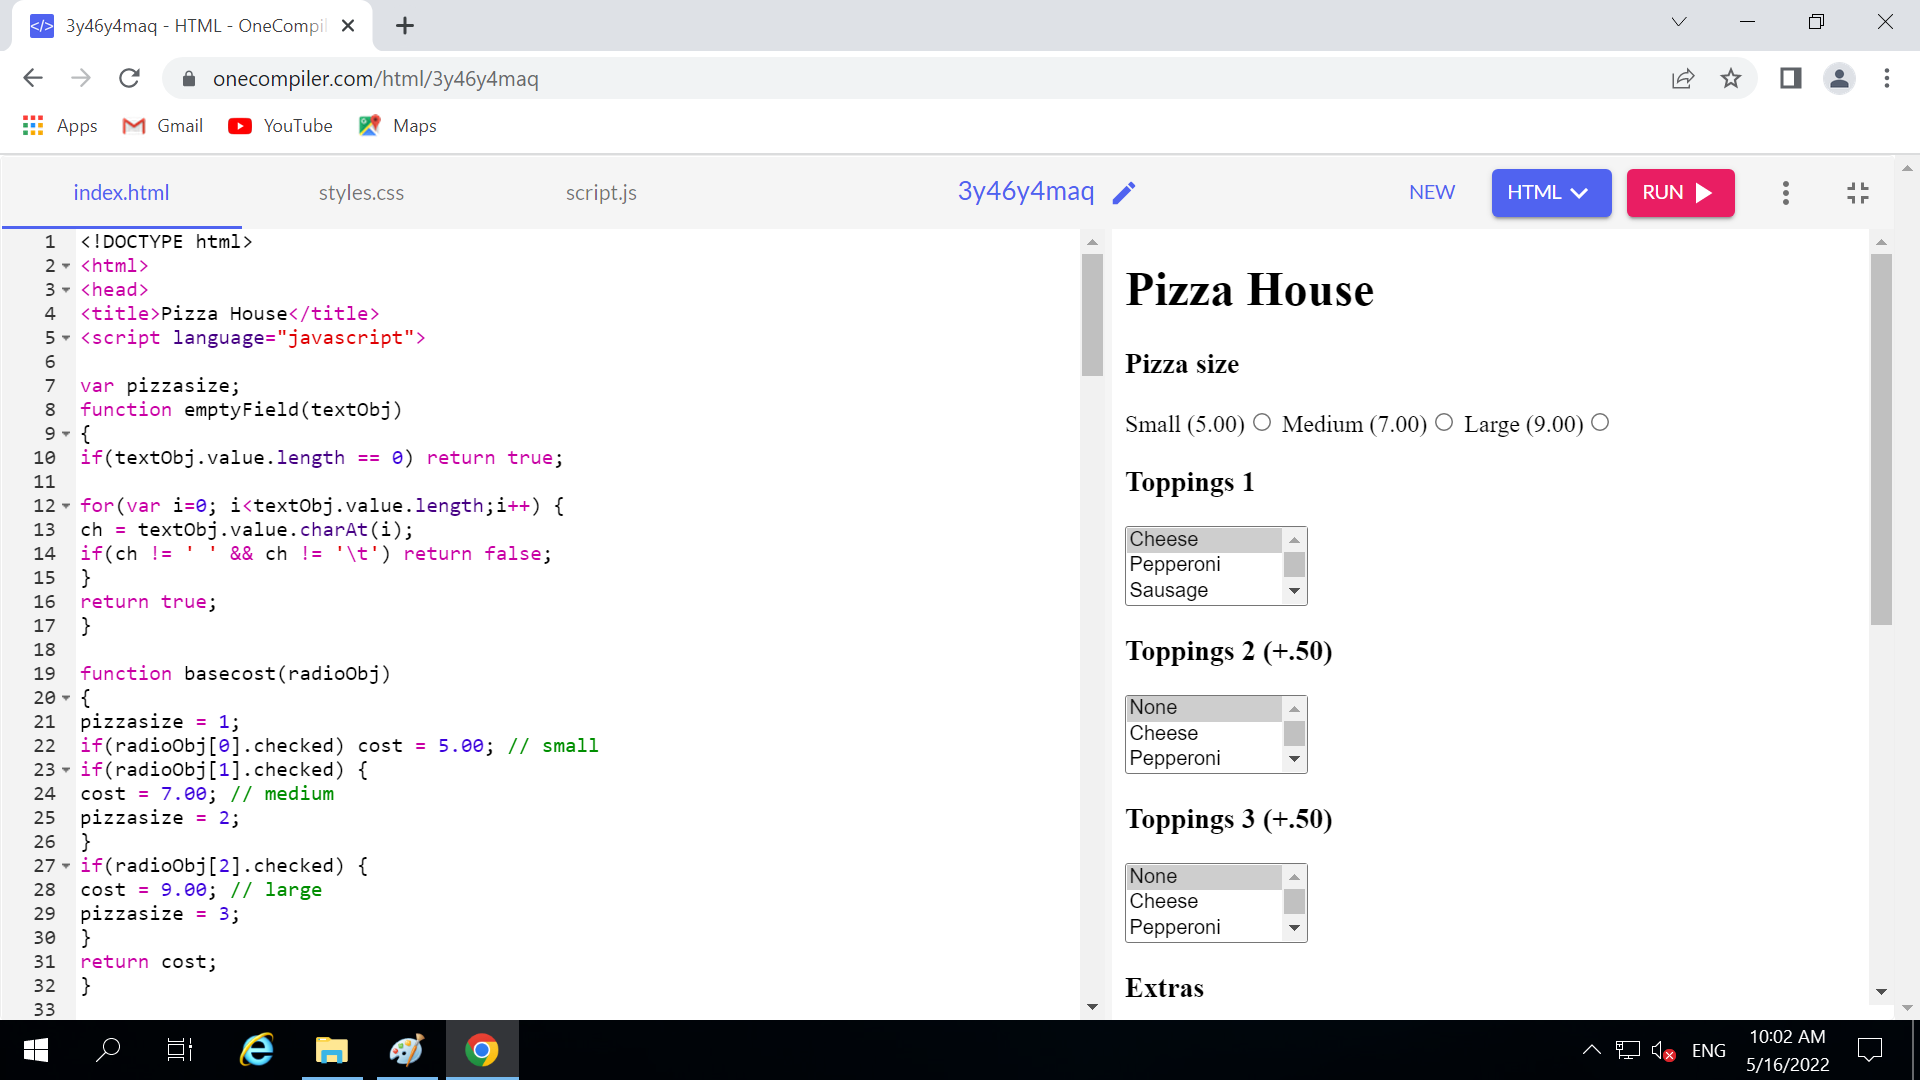 3y46y4maq - HTML - OneCompil
onecompiler.com/html/3y46y4maq
Apps Gmail YouTube Maps
index.html styles.css script.js 3y46y4maq NEW HTML RUN
1 <!DOCTYPE html>
2 <html>
3 <head>
4 <title>Pizza House</title>
5 <script language="javascript">
6
7 var pizzasize;
8 function emptyField(textObj)
9 {
10 if(textObj.value.length == 0) return true;
11
12 for(var i=0; i<textObj.value.length;i++) {
13 ch = textObj.value.charAt(i);
14 if(ch != ' ' && ch != '\t') return false;
15 }
16 return true;
17 }
18
19 function basecost(radioObj)
20 {
21 pizzasize = 1;
22 if(radioObj[0].checked) cost = 5.00; // small
23 if(radioObj[1].checked) {
24 cost = 7.00; // medium
25 pizzasize = 2;
26 }
27 if(radioObj[2].checked) {
28 cost = 9.00; // large
29 pizzasize = 3;
30 }
31 return cost;
32 }
33
Pizza House
Pizza size
Small (5.00) Medium (7.00) Large (9.00)
Toppings 1
Cheese
Pepperoni
Sausage
Toppings 2 (+.50)
None
Cheese
Pepperoni
Toppings 3 (+.50)
None
Cheese
Pepperoni
Extras
ENG
10:02 AM
5/16/2022